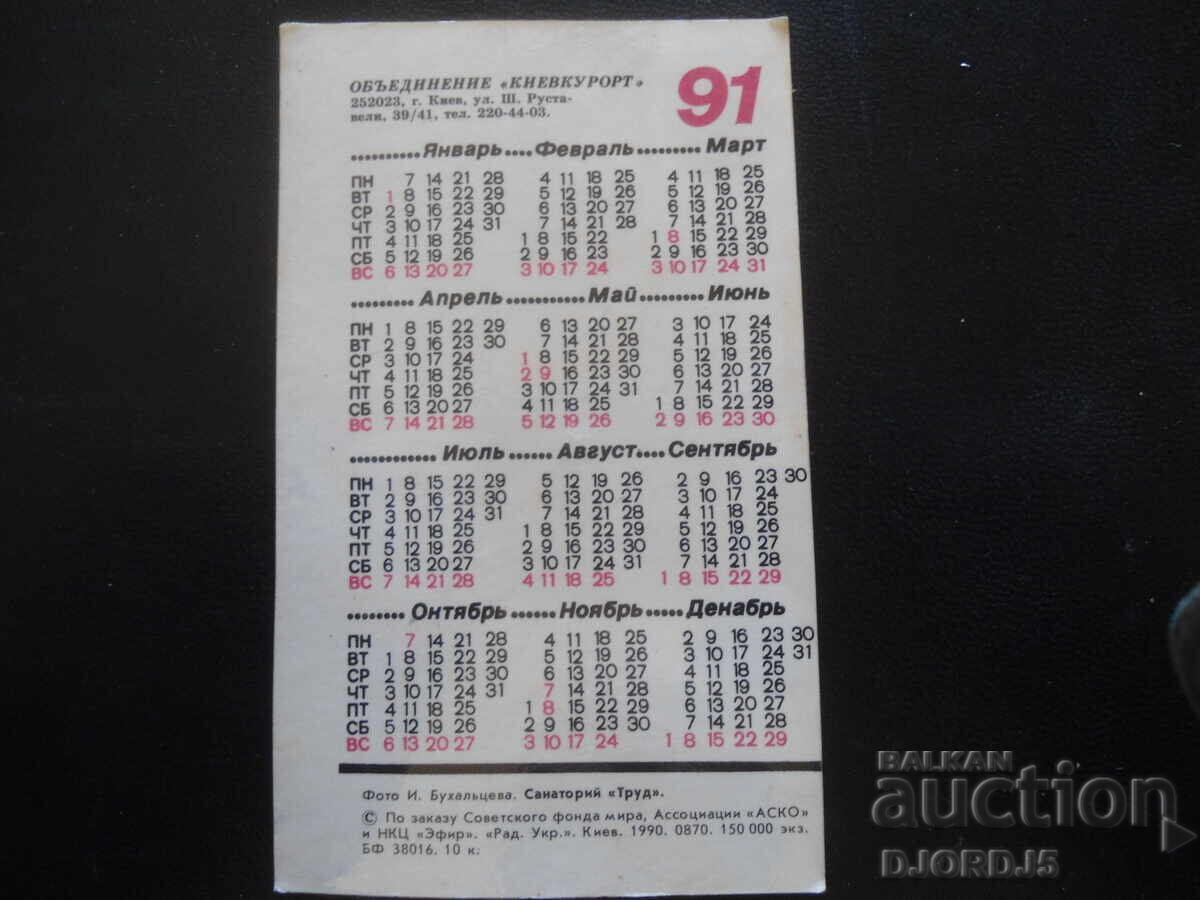 ОБЪЕДИНЕНИЕ «КИЕВКУРОРТ»
252023, г. Киев, ул. Ш. Руста-
вели, 39/41, тел. 220-44-03.
91
..........Январь....Февраль.........Март
ПН 7 14 21 28 4 11 18 25 4 11 18 25
ВТ 1 8 15 22 29 5 12 19 26 5 12 19 26
СР 2 9 16 23 30 6 13 20 27 6 13 20 27
ЧТ 3 10 17 24 31 7 14 21 28 7 14 21 28
ПТ 4 11 18 25 1 8 15 22 1 8 15 22 29
СБ 5 12 19 26 2 9 16 23 2 9 16 23 30
ВС 6 13 20 27 3 10 17 24 3 10 17 24 31
.........Апрель...........Май.........Июнь
ПН 1 8 15 22 29 6 13 20 27 3 10 17 24
ВТ 2 9 16 23 30 7 14 21 28 4 11 18 25
СР 3 10 17 24 1 8 15 22 29 5 12 19 26
ЧТ 4 11 18 25 2 9 16 23 30 6 13 20 27
ПТ 5 12 19 26 3 10 17 24 31 7 14 21 28
СБ 6 13 20 27 4 11 18 25 1 8 15 22 29
ВС 7 14 21 28 5 12 19 26 2 9 16 23 30
............Июль......Август....Сентябрь
ПН 1 8 15 22 29 5 12 19 26 2 9 16 23 30
ВТ 2 9 16 23 30 6 13 20 27 3 10 17 24
СР 3 10 17 24 31 7 14 21 28 4 11 18 25
ЧТ 4 11 18 25 1 8 15 22 29 5 12 19 26
ПТ 5 12 19 26 2 9 16 23 30 6 13 20 27
СБ 6 13 20 27 3 10 17 24 31 7 14 21 28
ВС 7 14 21 28 4 11 18 25 1 8 15 22 29
........Октябрь......Ноябрь.....Декабрь
ПН 7 14 21 28 4 11 18 25 2 9 16 23 30
ВТ 1 8 15 22 29 5 12 19 26 3 10 17 24 31
СР 2 9 16 23 30 6 13 20 27 4 11 18 25
ЧТ 3 10 17 24 31 7 14 21 28 5 12 19 26
ПТ 4 11 18 25 1 8 15 22 29 6 13 20 27
СБ 5 12 19 26 2 9 16 23 30 7 14 21 28
ВС 6 13 20 27 3 10 17 24 1 8 15 22 29
Фото И. Бухальцева. Санаторий «Труд».
© По заказу Советского фонда мира, Ассоциации «АСКО»
и НКЦ «Эфир». «Рад. Укр.». Киев. 1990. 0870. 150 000 экз.
БФ 38016. 10 к.
BALKAN
auction
DJORDJ5